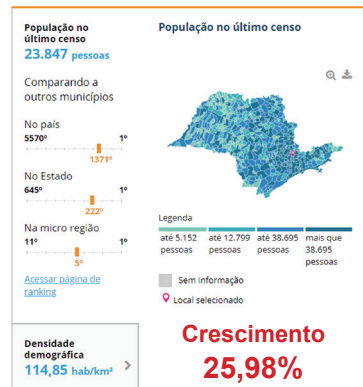 População no
último censo
23.847 pessoas
Comparando a
outros municípios
No país
5570º 1º
1371º
No Estado
645º 1º
222º
Na micro região
11º 1º
5º
Acessar página de
ranking
Densidade
demográfica
114,85 hab/km²
População no último censo
Legenda
até 5.152 pessoas
até 12.799 pessoas
até 38.695 pessoas
mais que 38.695 pessoas
Sem Informação
Local selecionado
Crescimento
25,98%